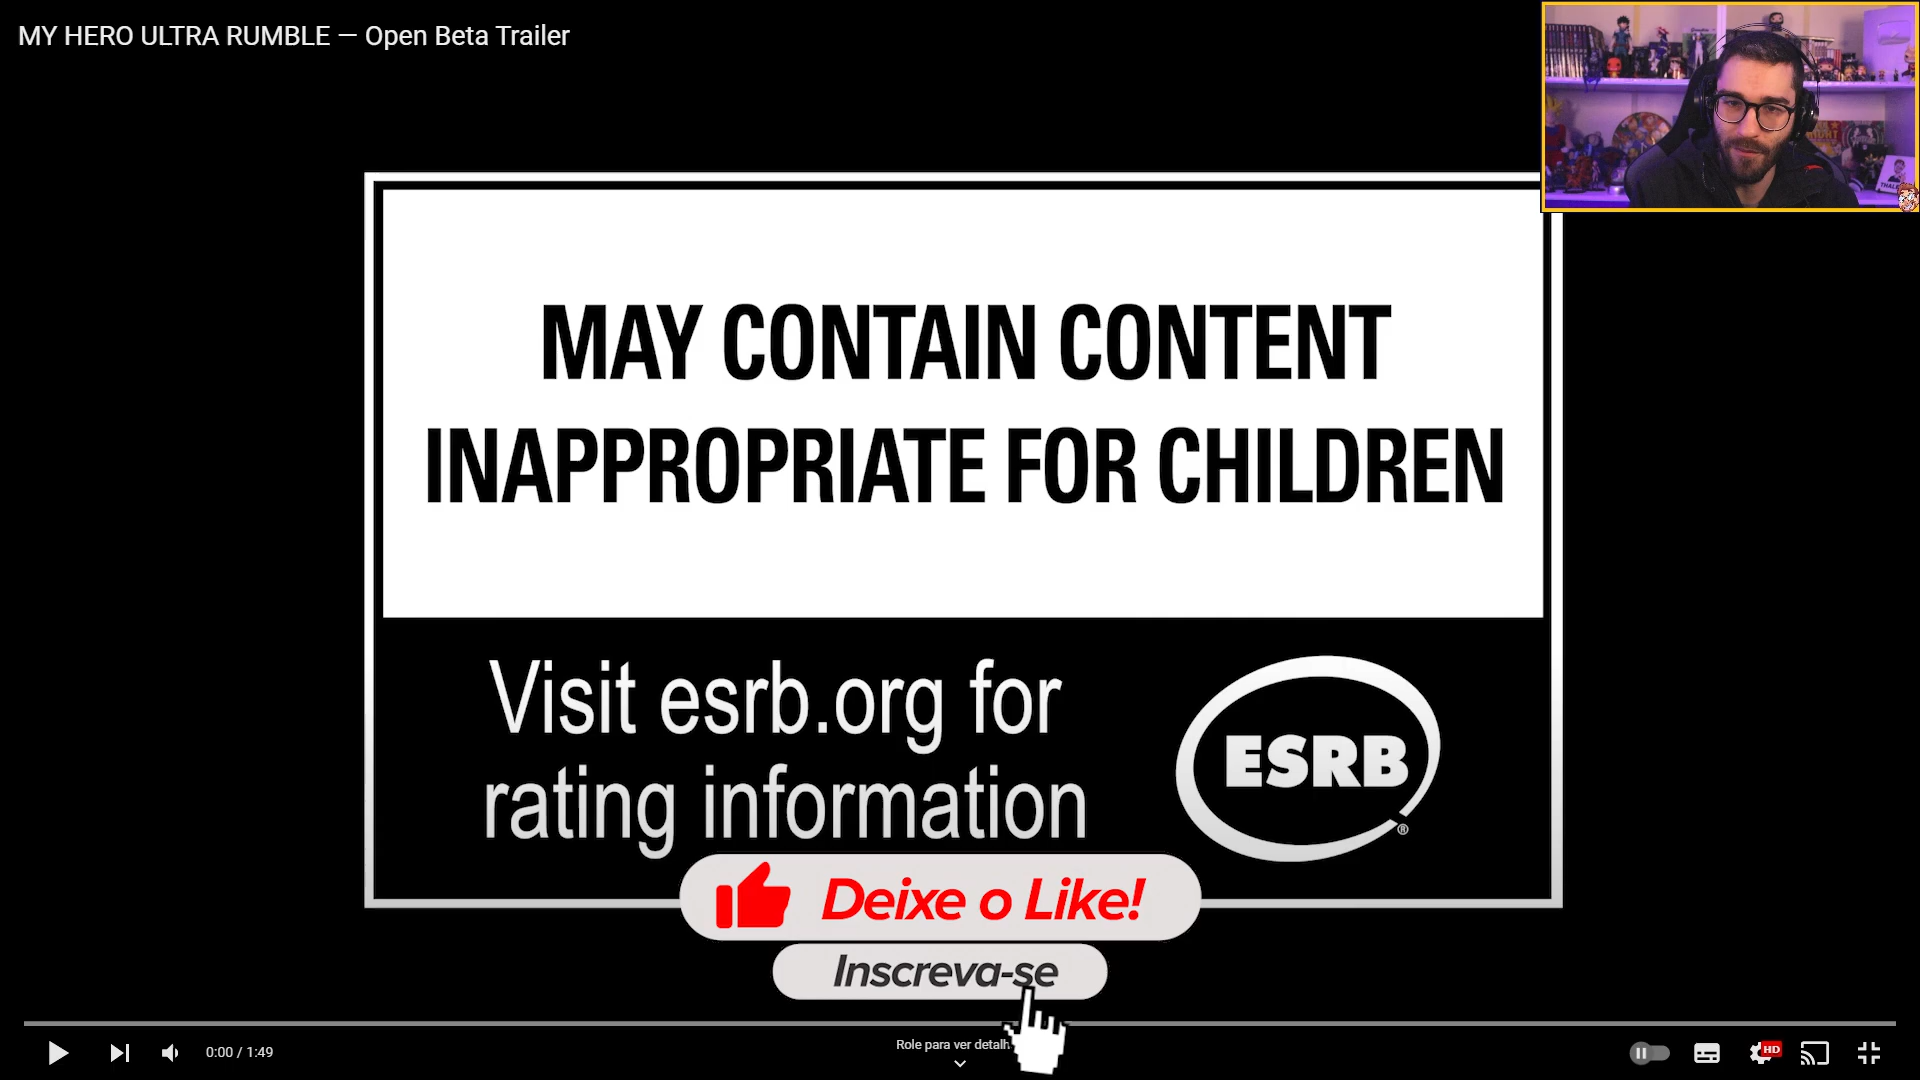 MY HERO ULTRA RUMBLE — Open Beta Trailer
MAY CONTAIN CONTENT
INAPPROPRIATE FOR CHILDREN
Visit esrb.org for
rating information
ESRB
®
Deixe o Like!
Inscreva-se
0:00 / 1:49
Role para ver detalh
HD